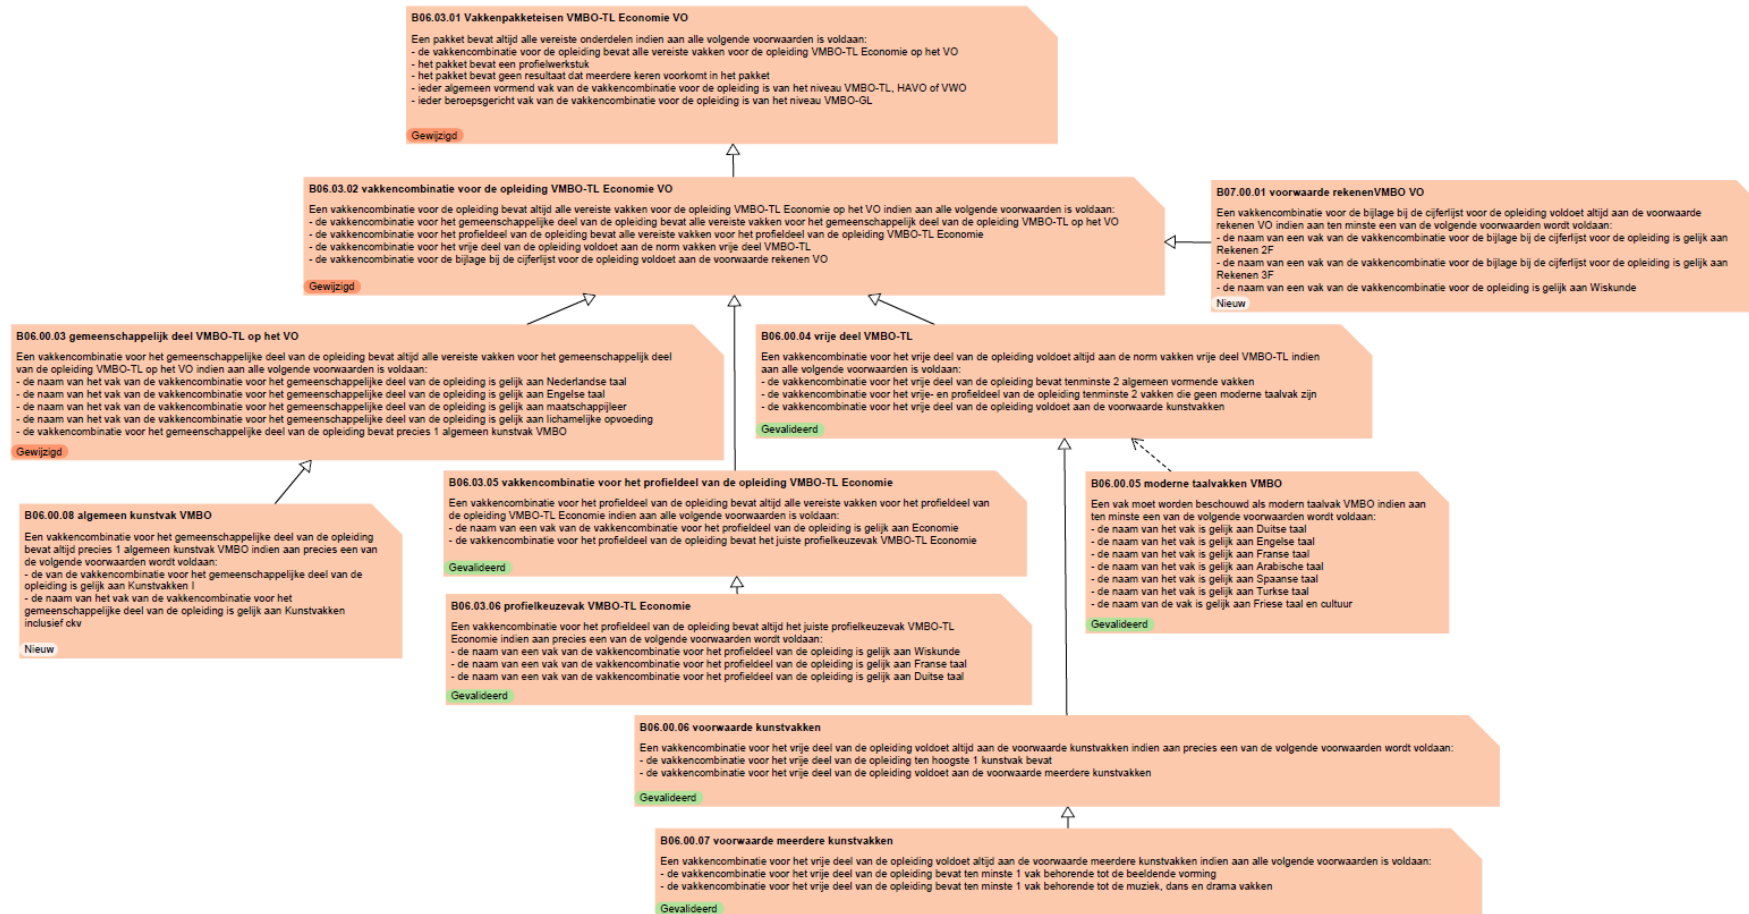 B06.03.01 Vakkenpakketeisen VMBO-TL Economie VO
Een pakket bevat altijd alle vereiste onderdelen indien aan alle volgende voorwaarden is voldaan:
- de vakkencombinatie voor de opleiding bevat alle vereiste vakken voor de opleiding VMBO-TL Economie op het VO
- het pakket bevat een profielwerkstuk
- het pakket bevat geen resultaat dat meerdere keren voorkomt in het pakket
- ieder algemeen vormend vak van de vakkencombinatie voor de opleiding is van het niveau VMBO-TL, HAVO of VWO
- ieder beroepsgericht vak van de vakkencombinatie voor de opleiding is van het niveau VMBO-GL
Gewijzigd
B06.03.02 vakkencombinatie voor de opleiding VMBO-TL Economie VO
Een vakkencombinatie voor de opleiding bevat altijd alle vereiste vakken voor de opleiding VMBO-TL Economie op het VO indien aan alle volgende voorwaarden is voldaan:
- de vakkencombinatie voor het gemeenschappelijke deel van de opleiding bevat alle vereiste vakken voor het gemeenschappelijk deel van de opleiding VMBO-TL op het VO
- de vakkencombinatie voor het profieldeel van de opleiding bevat alle vereiste vakken voor het profieldeel van de opleiding VMBO-TL Economie
- de vakkencombinatie voor het vrije deel van de opleiding voldoet aan de norm vakken vrije deel VMBO-TL
- de vakkencombinatie voor de bijlage bij de cijferlijst voor de opleiding voldoet aan de voorwaarde rekenen VO
Gewijzigd
B07.00.01 voorwaarde rekenenVMBO VO
Een vakkencombinatie voor de bijlage bij de cijferlijst voor de opleiding voldoet altijd aan de voorwaarde
rekenen VO indien aan ten minste een van de volgende voorwaarden wordt voldaan:
- de naam van een vak van de vakkencombinatie voor de bijlage bij de cijferlijst voor de opleiding is gelijk aan
Rekenen 2F
- de naam van een vak van de vakkencombinatie voor de bijlage bij de cijferlijst voor de opleiding is gelijk aan
Rekenen 3F
- de naam van een vak van de vakkencombinatie voor de opleiding is gelijk aan Wiskunde
Nieuw
B06.00.03 gemeenschappelijk deel VMBO-TL op het VO
Een vakkencombinatie voor het gemeenschappelijke deel van de opleiding bevat altijd alle vereiste vakken voor het gemeenschappelijk deel
van de opleiding VMBO-TL op het VO indien aan alle volgende voorwaarden is voldaan:
- de naam van het vak van de vakkencombinatie voor het gemeenschappelijke deel van de opleiding is gelijk aan Nederlandse taal
- de naam van het vak van de vakkencombinatie voor het gemeenschappelijke deel van de opleiding is gelijk aan Engelse taal
- de naam van het vak van de vakkencombinatie voor het gemeenschappelijke deel van de opleiding is gelijk aan maatschappijleer
- de naam van het vak van de vakkencombinatie voor het gemeenschappelijke deel van de opleiding is gelijk aan lichamelijke opvoeding
- de vakkencombinatie voor het gemeenschappelijke deel van de opleiding bevat precies 1 algemeen kunstvak VMBO
Gewijzigd
B06.00.04 vrije deel VMBO-TL
Een vakkencombinatie voor het vrije deel van de opleiding voldoet altijd aan de norm vakken vrije deel VMBO-TL indien
aan alle volgende voorwaarden is voldaan:
- de vakkencombinatie voor het vrije deel van de opleiding bevat tenminste 2 algemeen vormende vakken
- de vakkencombinatie voor het vrije- en profieldeel van de opleiding tenminste 2 vakken die geen moderne taalvak zijn
- de vakkencombinatie voor het vrije deel van de opleiding voldoet aan de voorwaarde kunstvakken
Gevalideerd
B06.03.05 vakkencombinatie voor het profieldeel van de opleiding VMBO-TL Economie
Een vakkencombinatie voor het profieldeel van de opleiding bevat altijd alle vereiste vakken voor het profieldeel van
de opleiding VMBO-TL Economie indien aan alle volgende voorwaarden is voldaan:
- de naam van een vak van de vakkencombinatie voor het profieldeel van de opleiding is gelijk aan Economie
- de vakkencombinatie voor het profieldeel van de opleiding bevat het juiste profielkeuzevak VMBO-TL Economie
Gevalideerd
B06.00.05 moderne taalvakken VMBO
Een vak moet worden beschouwd als modern taalvak VMBO indien aan
ten minste een van de volgende voorwaarden wordt voldaan:
- de naam van het vak is gelijk aan Duitse taal
- de naam van het vak is gelijk aan Engelse taal
- de naam van het vak is gelijk aan Franse taal
- de naam van het vak is gelijk aan Arabische taal
- de naam van het vak is gelijk aan Spaanse taal
- de naam van het vak is gelijk aan Turkse taal
- de naam van de vak is gelijk aan Friese taal en cultuur
Gevalideerd
B06.00.08 algemeen kunstvak VMBO
Een vakkencombinatie voor het gemeenschappelijke deel van de opleiding
bevat altijd precies 1 algemeen kunstvak VMBO indien aan precies een van
de volgende voorwaarden wordt voldaan:
- de van de vakkencombinatie voor het gemeenschappelijke deel van de
opleiding is gelijk aan Kunstvakken I
- de naam van het vak van de vakkencombinatie voor het
gemeenschappelijke deel van de opleiding is gelijk aan Kunstvakken
inclusief ckv
Nieuw
B06.03.06 profielkeuzevak VMBO-TL Economie
Een vakkencombinatie voor het profieldeel van de opleiding bevat altijd het juiste profielkeuzevak VMBO-TL
Economie indien aan precies een van de volgende voorwaarden wordt voldaan:
- de naam van een vak van de vakkencombinatie voor het profieldeel van de opleiding is gelijk aan Wiskunde
- de naam van een vak van de vakkencombinatie voor het profieldeel van de opleiding is gelijk aan Franse taal
- de naam van een vak van de vakkencombinatie voor het profieldeel van de opleiding is gelijk aan Duitse taal
Gevalideerd
B06.00.06 voorwaarde kunstvakken
Een vakkencombinatie voor het vrije deel van de opleiding voldoet altijd aan de voorwaarde kunstvakken indien aan precies een van de volgende voorwaarden wordt voldaan:
- de vakkencombinatie voor het vrije deel van de opleiding ten hoogste 1 kunstvak bevat
- de vakkencombinatie voor het vrije deel van de opleiding voldoet aan de voorwaarde meerdere kunstvakken
Gevalideerd
B06.00.07 voorwaarde meerdere kunstvakken
Een vakkencombinatie voor het vrije deel van de opleiding voldoet altijd aan de voorwaarde meerdere kunstvakken indien aan alle volgende voorwaarden is voldaan:
- de vakkencombinatie voor het vrije deel van de opleiding bevat ten minste 1 vak behorende tot de beeldende vorming
- de vakkencombinatie voor het vrije deel van de opleiding bevat ten minste 1 vak behorende tot de muziek, dans en drama vakken
Gevalideerd